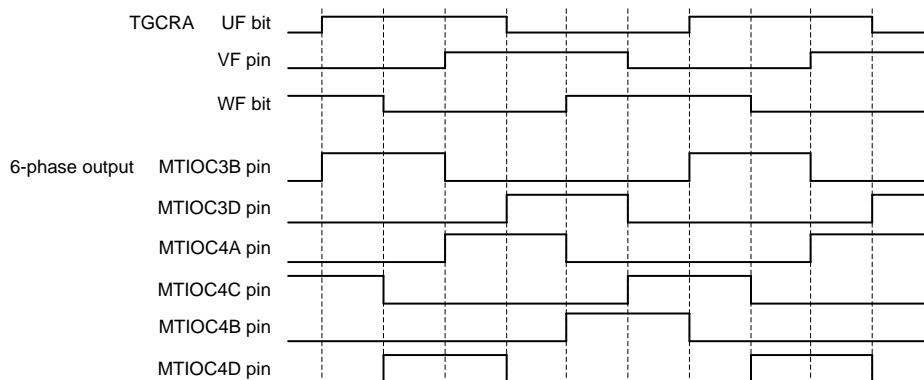 TGCRA UF bit
VF pin
WF bit
6-phase output MTIOC3B pin
MTIOC3D pin
MTIOC4A pin
MTIOC4C pin
MTIOC4B pin
MTIOC4D pin